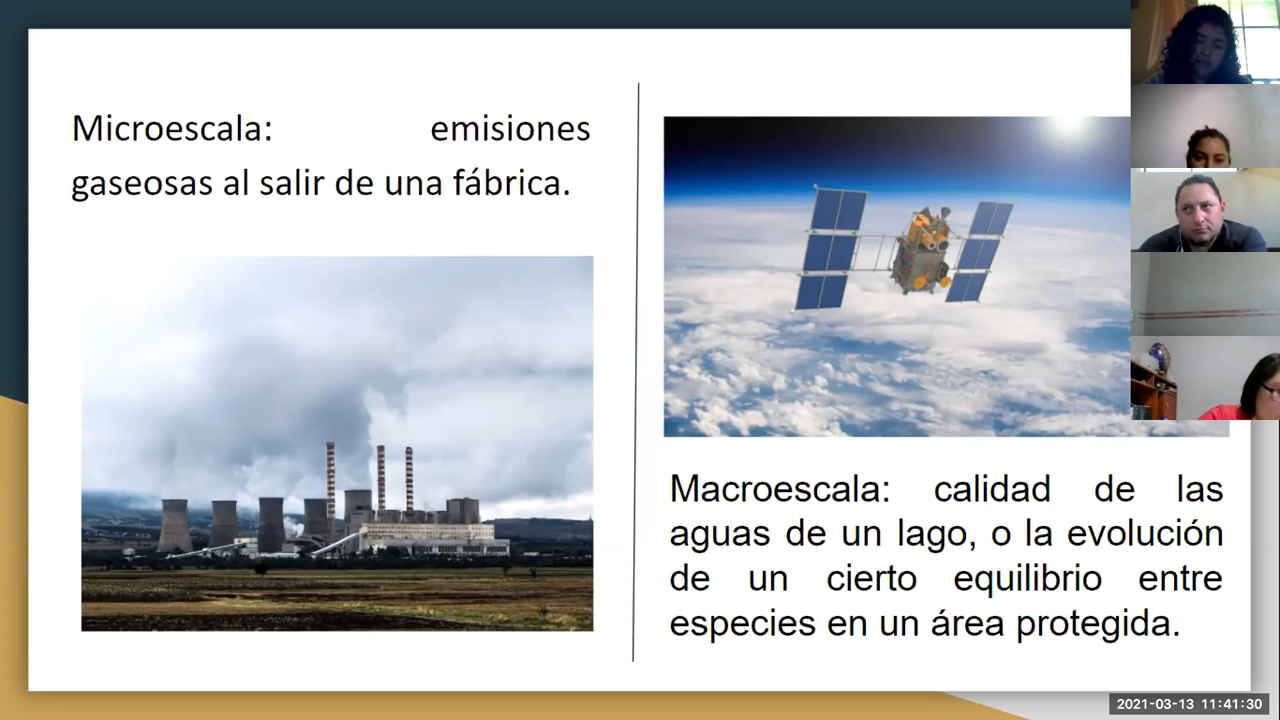 Microescala: emisiones
gaseosas al salir de una fábrica.
Macroescala: calidad de las
aguas de un lago, o la evolución
de un cierto equilibrio entre
especies en un área protegida.
2021-03-13 11:41:30